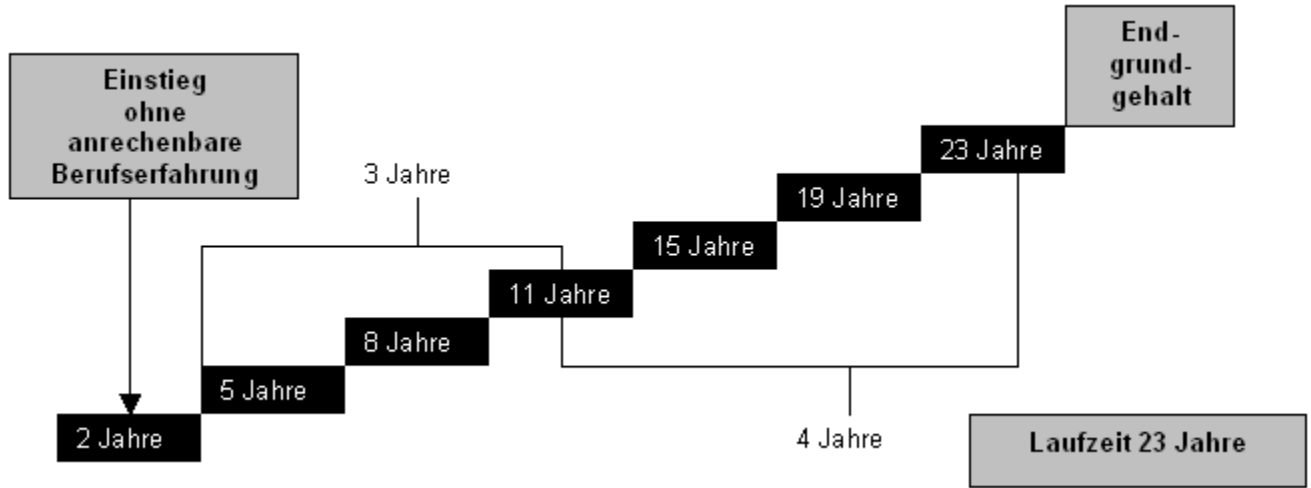 Einstieg
ohne
anrechenbare
Berufserfahrung
End-
grund-
gehalt
3 Jahre
23 Jahre
19 Jahre
15 Jahre
11 Jahre
8 Jahre
5 Jahre
2 Jahre
4 Jahre
Laufzeit 23 Jahre